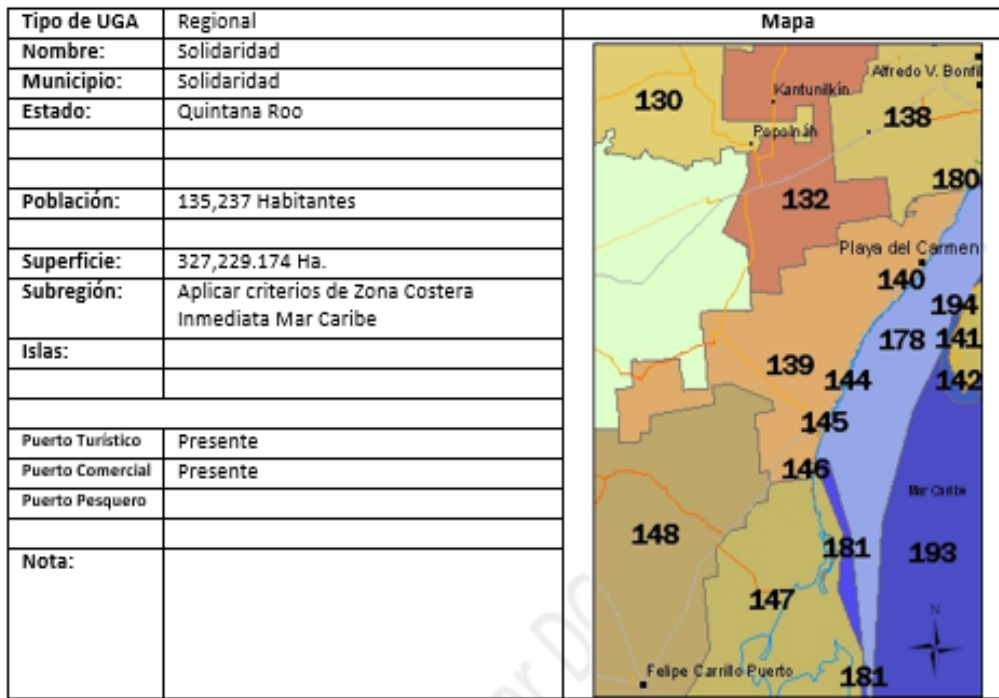 Tipo de UGA Regional Mapa
Nombre: Solidaridad
Municipio: Solidaridad
Estado: Quintana Roo
Población: 135,237 Habitantes
Superficie: 327,229.174 Ha.
Subregión: Aplicar criterios de Zona Costera
Inmediata Mar Caribe
Islas:
Puerto Turístico Presente
Puerto Comercial Presente
Puerto Pesquero
Nota:
Alfredo V. Bonfil
Kantunilkín
130
138
Popolnáh
180
132
Playa del Carmen
140
194
178 141
139
144 142
145
146
Mar Caribe
148
181 193
147
N
Felipe Carrillo Puerto
181
or DO